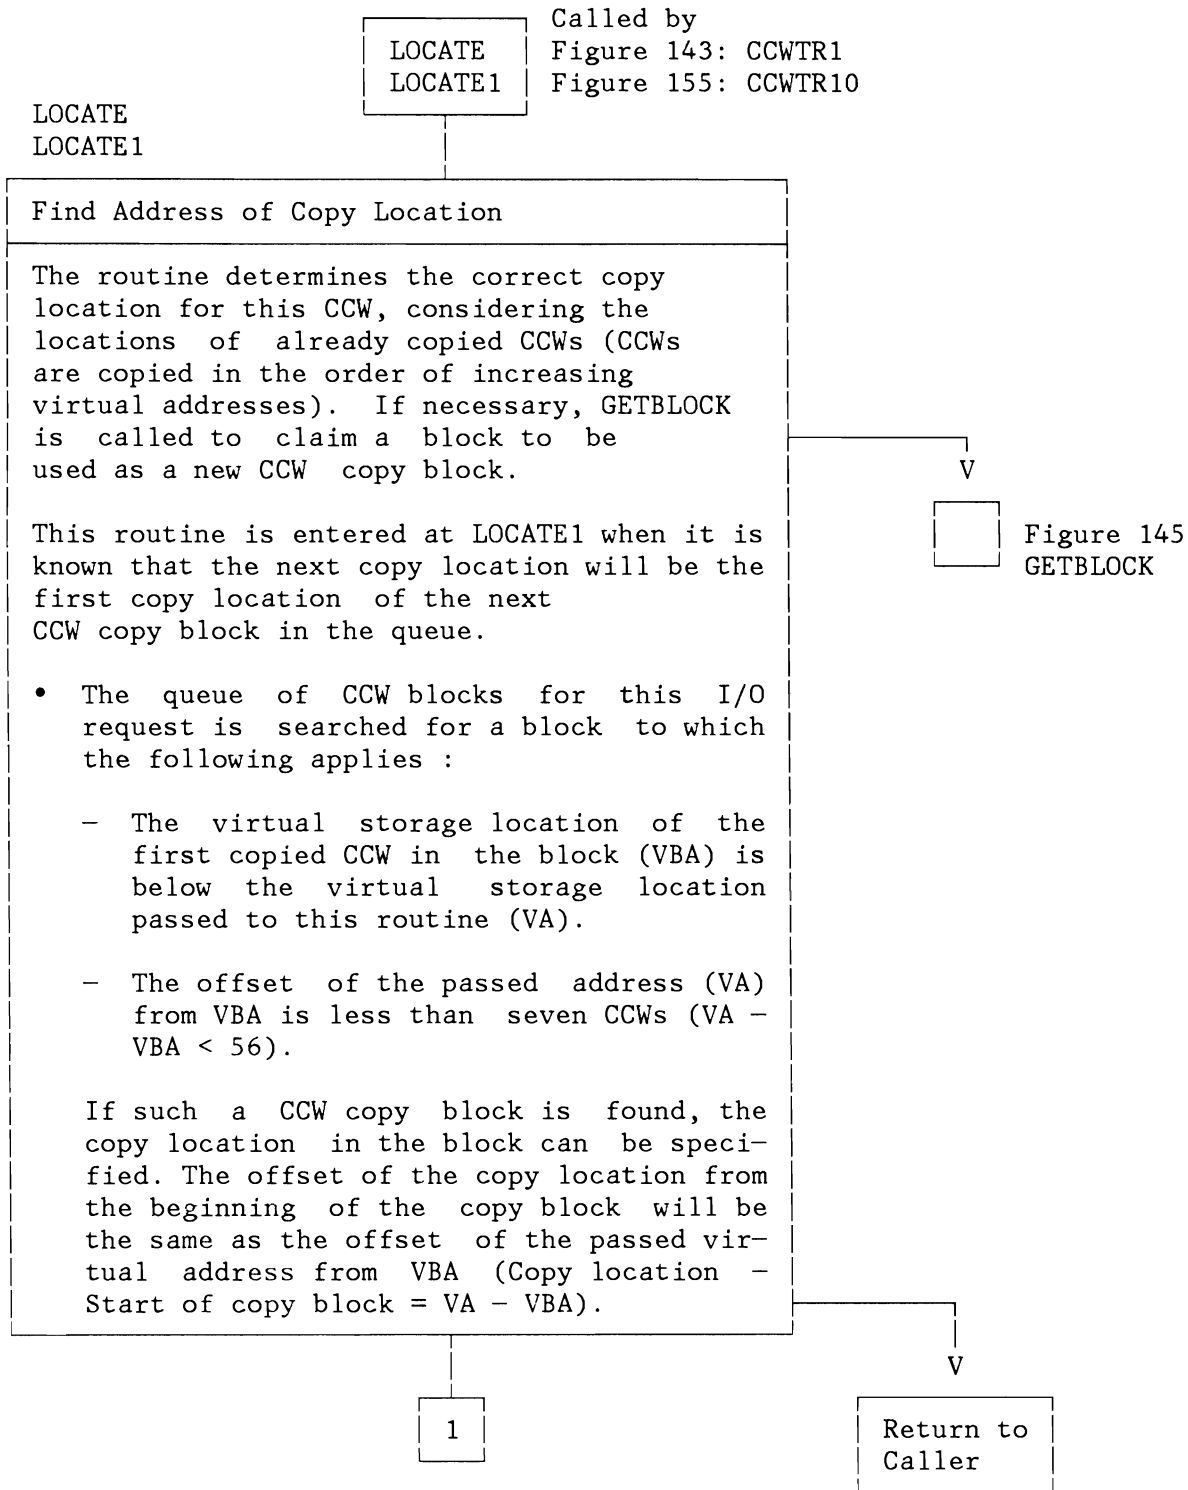 Called by
LOCATE
Figure 143: CCWTR1
LOCATE1
Figure 155: CCWTR10
LOCATE
LOCATE1
Find Address of Copy Location
The routine determines the correct copy
location for this CCW, considering the
locations of already copied CCWs (CCWs
are copied in the order of increasing
virtual addresses). If necessary, GETBLOCK
is called to claim a block to be
used as a new CCW copy block.
V
Figure 145
GETBLOCK
This routine is entered at LOCATE1 when it is
known that the next copy location will be the
first copy location of the next
CCW copy block in the queue.
• The queue of CCW blocks for this I/O
request is searched for a block to which
the following applies :
— The virtual storage location of the
first copied CCW in the block (VBA) is
below the virtual storage location
passed to this routine (VA).
— The offset of the passed address (VA)
from VBA is less than seven CCWs (VA —
VBA < 56).
If such a CCW copy block is found, the
copy location in the block can be speci—
fied. The offset of the copy location from
the beginning of the copy block will be
the same as the offset of the passed vir—
tual address from VBA (Copy location —
Start of copy block = VA — VBA).
V
1
Return to
Caller